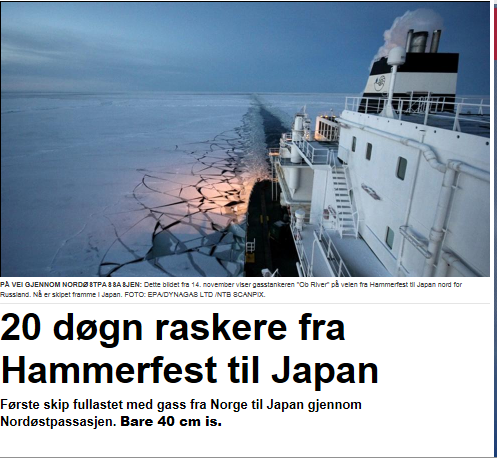 PÅ VEI GJENNOM NORDØ8TPA88A8JEN: Dette bildet fra 14. november viser gasstankeren "Ob River" på veien fra Hammerfest til Japan nord for
Russland. Nå er skipet framme i Japan. FOTO: EPA/DYNAGAS LTD /NTB SCANPIX.
20 døgn raskere fra
Hammerfest til Japan
Første skip fullastet med gass fra Norge til Japan gjennom
Nordøstpassasjen. Bare 40 cm is.